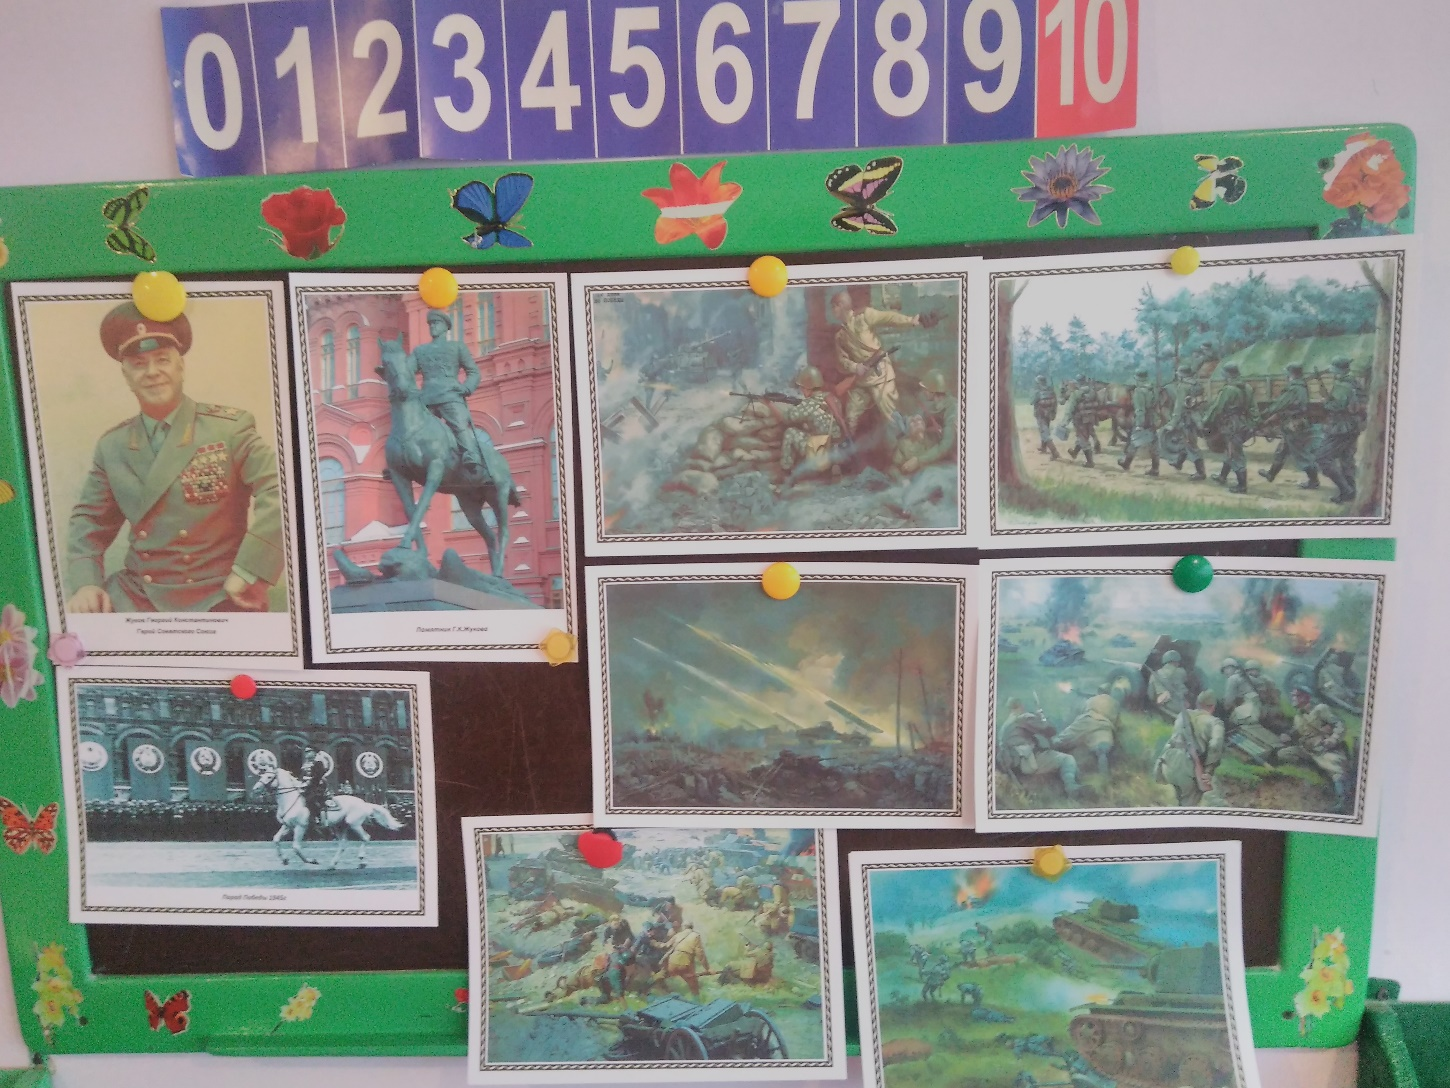 0 1 2 3 4 5 6 7 8 9 10
Жуков Георгий Константинович
Герой Советского Союза
Памятник Г.К.Жукова
Парад Победы 1945г